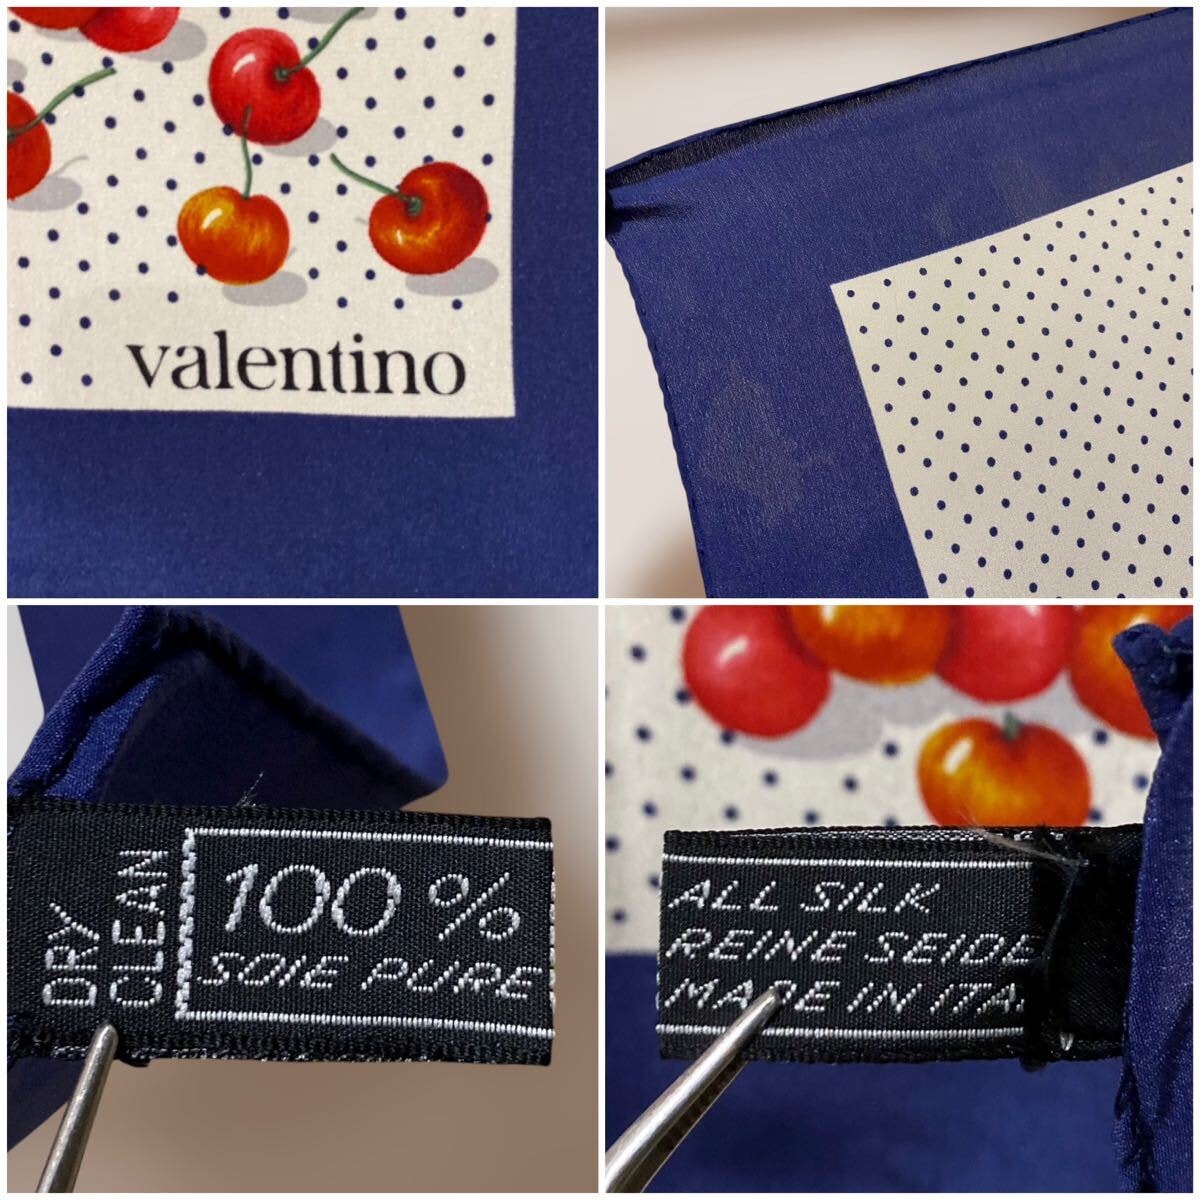 valentino
DRY
CLEAN
100%
SOIE PURE
ALL SILK
REINE SEIDE
MADE IN ITA